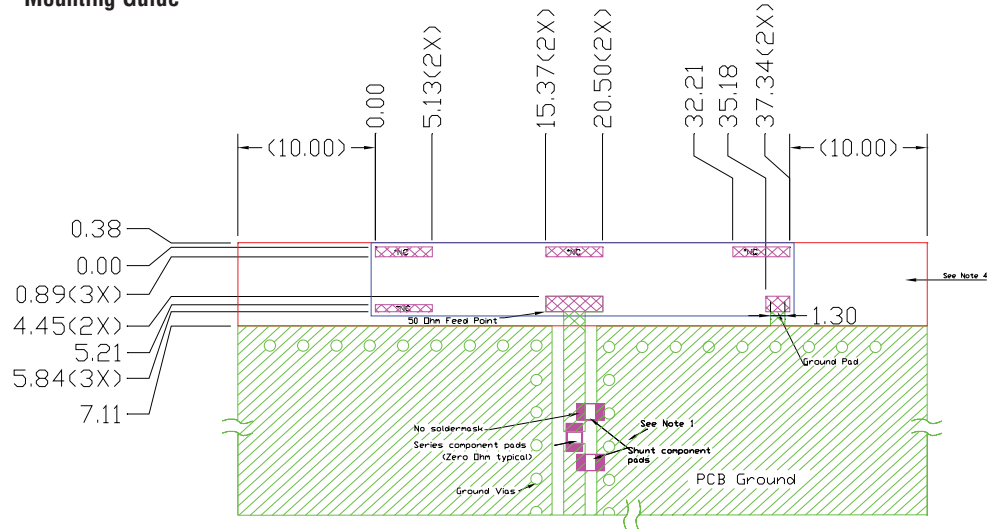 Mounting Guide
0.00
5.13(2X)
15.37(2X)
20.50(2X)
32.21
35.18
37.34(2X)
(10.00)
(10.00)
0.38
0.00
0.89(3X)
4.45(2X)
5.21
5.84(3X)
7.11
*NC
*NC
*NC
*NC
See Note 4
50 Ohm Feed Point
1.30
Ground Pad
No soldermask
See Note 1
Series component pads
(Zero Ohm typical)
Shunt component
pads
Ground Vias
PCB Ground